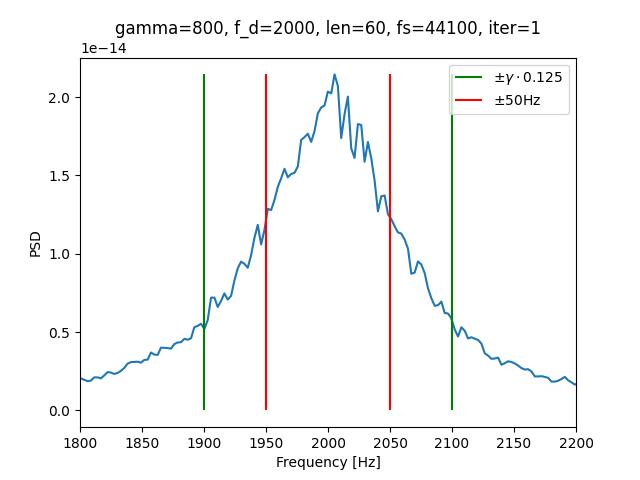 gamma=800, f_d=2000, len=60, fs=44100, iter=1
1e−14
±γ · 0.125
±50Hz
2.0
1.5
1.0
0.5
0.0
PSD
1800 1850 1900 1950 2000 2050 2100 2150 2200
Frequency [Hz]